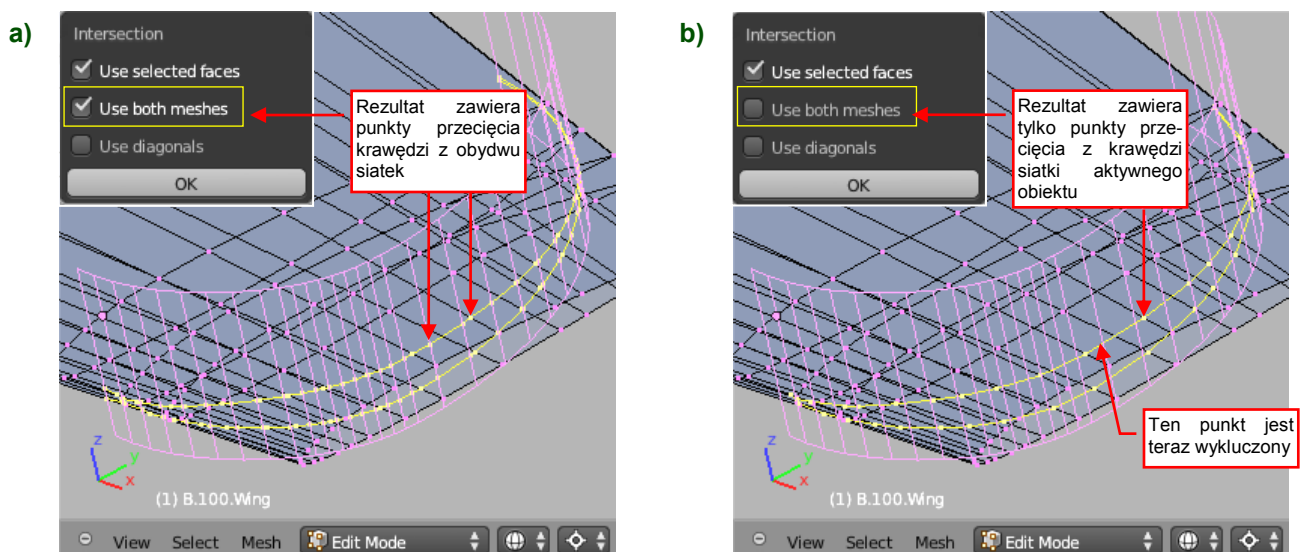 a)
Intersection
Use selected faces
Use both meshes
Use diagonals
OK
Rezultat zawiera
punkty przecięcia
krawędzi z obydwu
siatek
z
y
x
(1) B.100.Wing
View Select Mesh Edit Mode
b)
Intersection
Use selected faces
Use both meshes
Use diagonals
OK
Rezultat zawiera
tylko punkty prze-
cięcia z krawędzi
siatki aktywnego
obiektu
Ten punkt jest
teraz wykluczony
z
y
x
(1) B.100.Wing
View Select Mesh Edit Mode